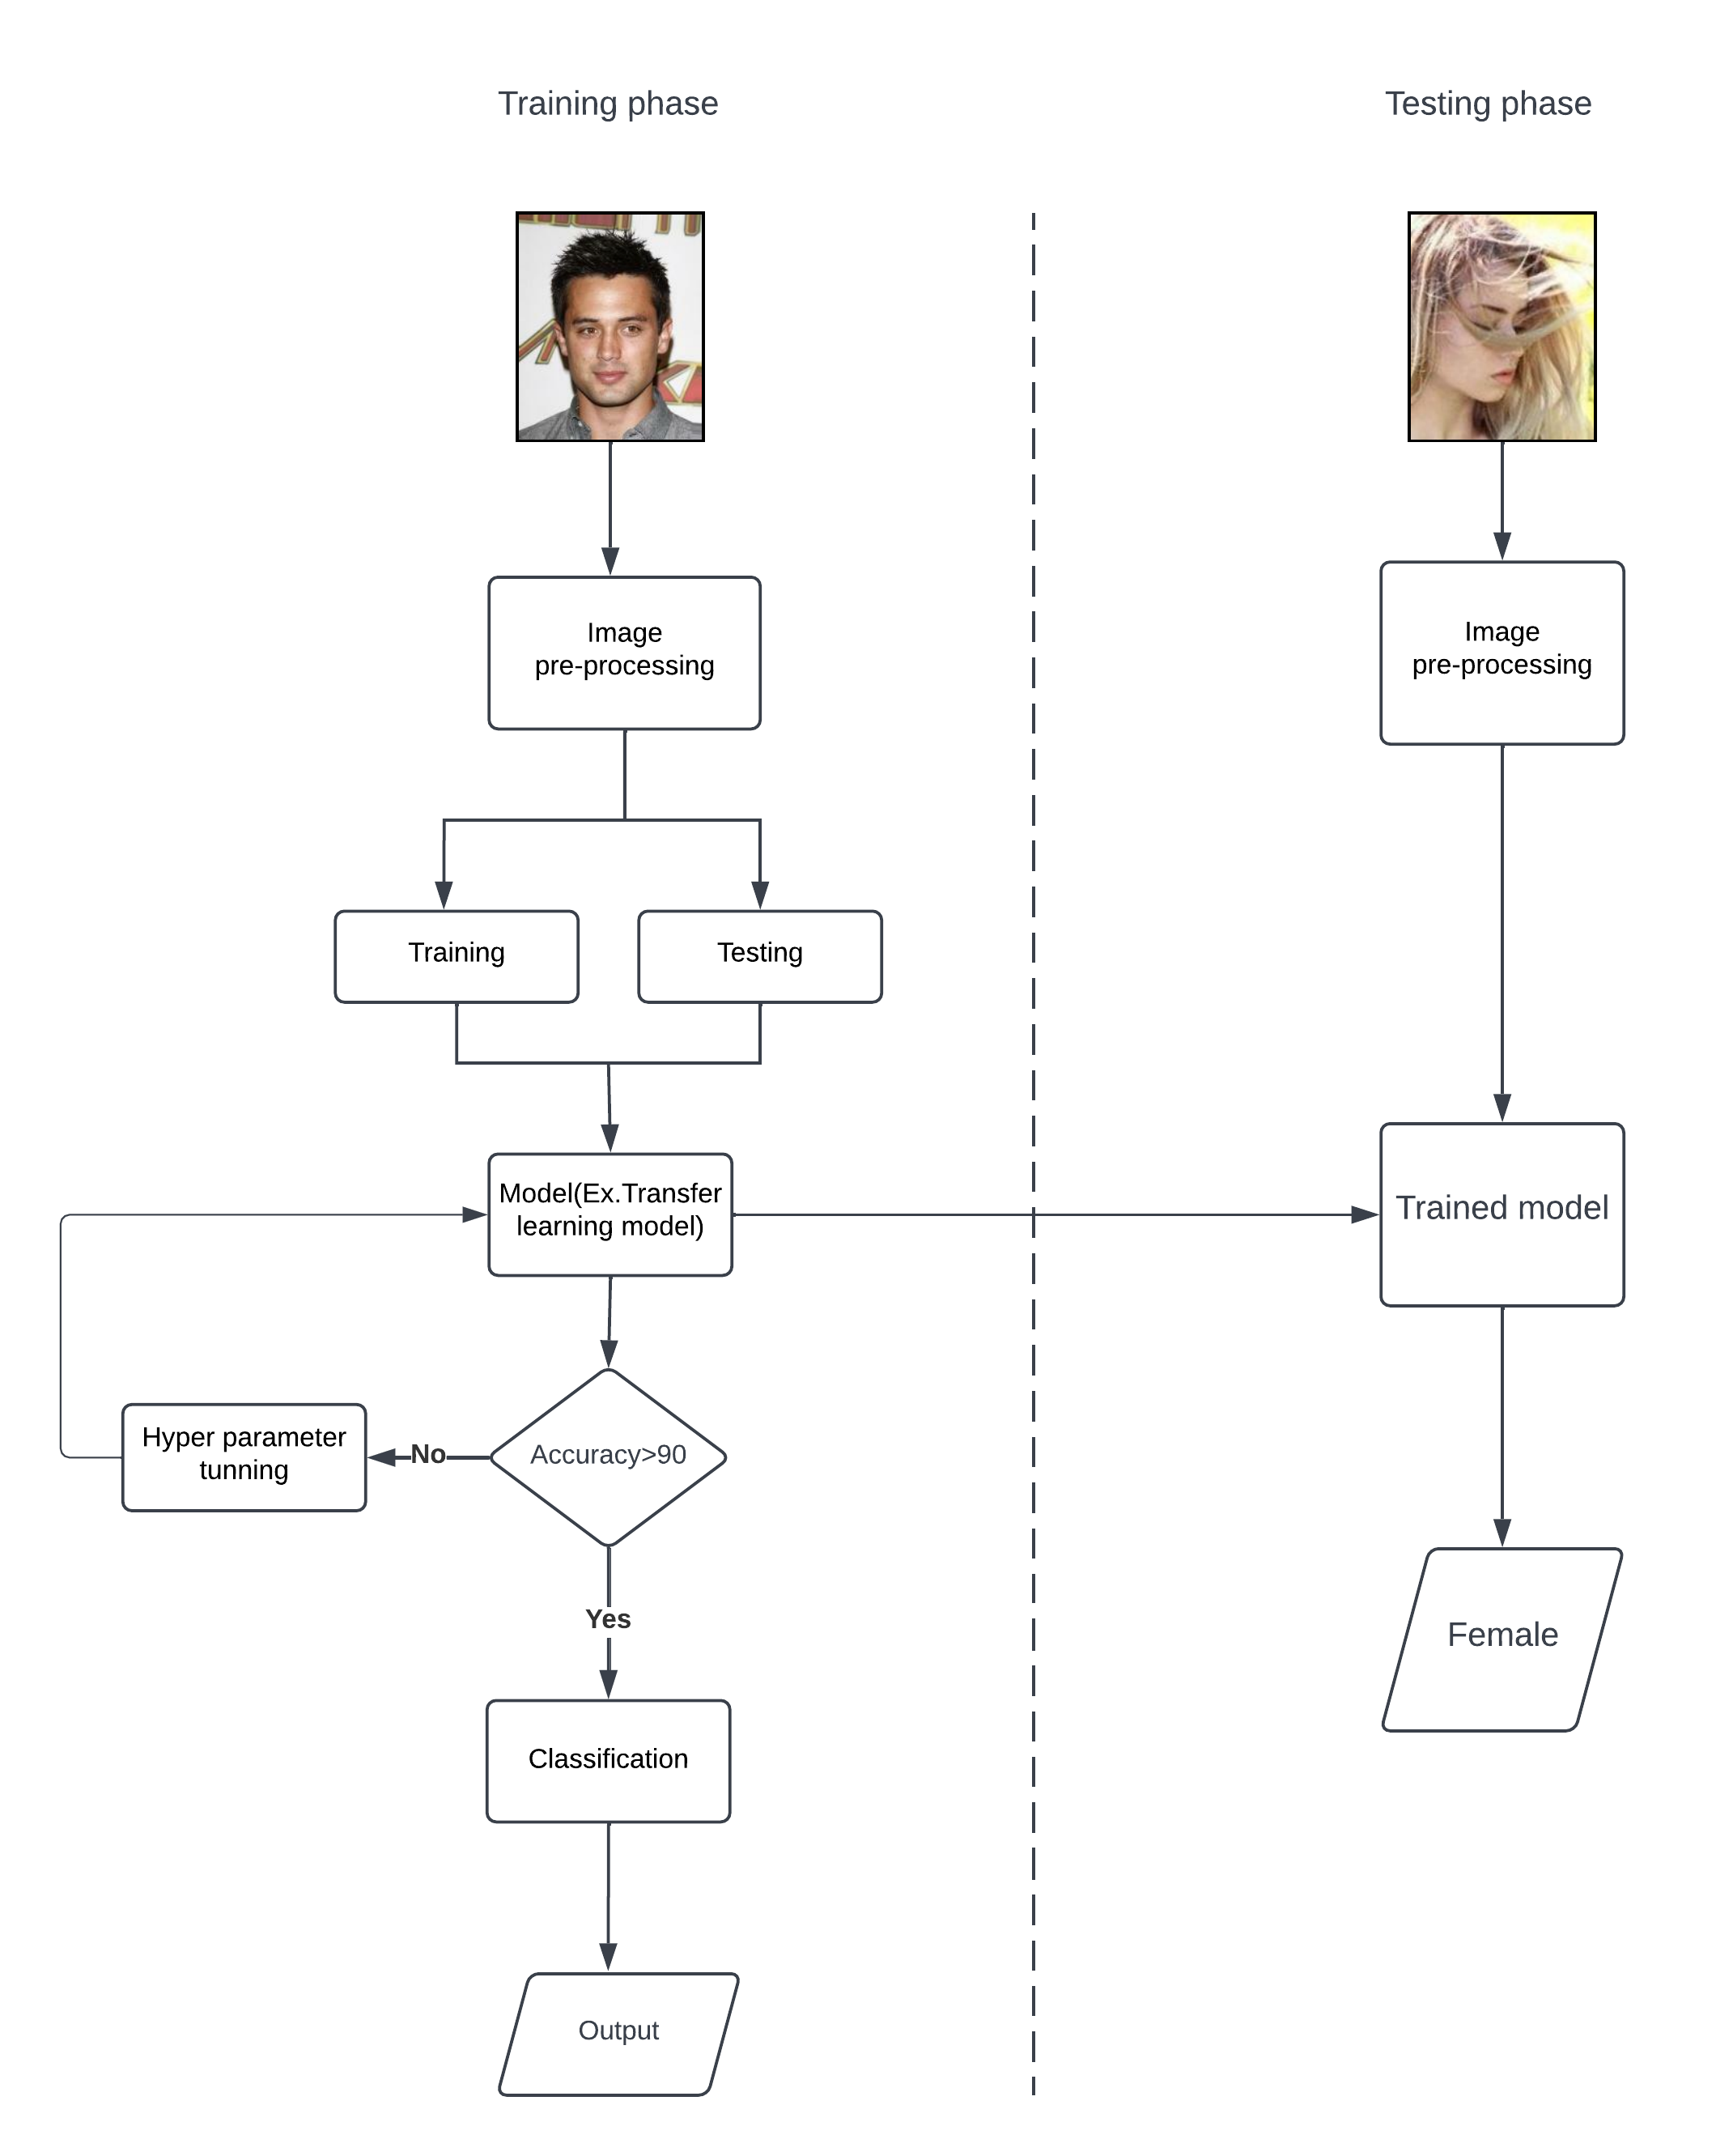 Training phase
Testing phase
Image
pre-processing
Image
pre-processing
Training
Testing
Model(Ex.Transfer
learning model)
Trained model
Hyper parameter
tunning
No
Accuracy>90
Yes
Female
Classification
Output